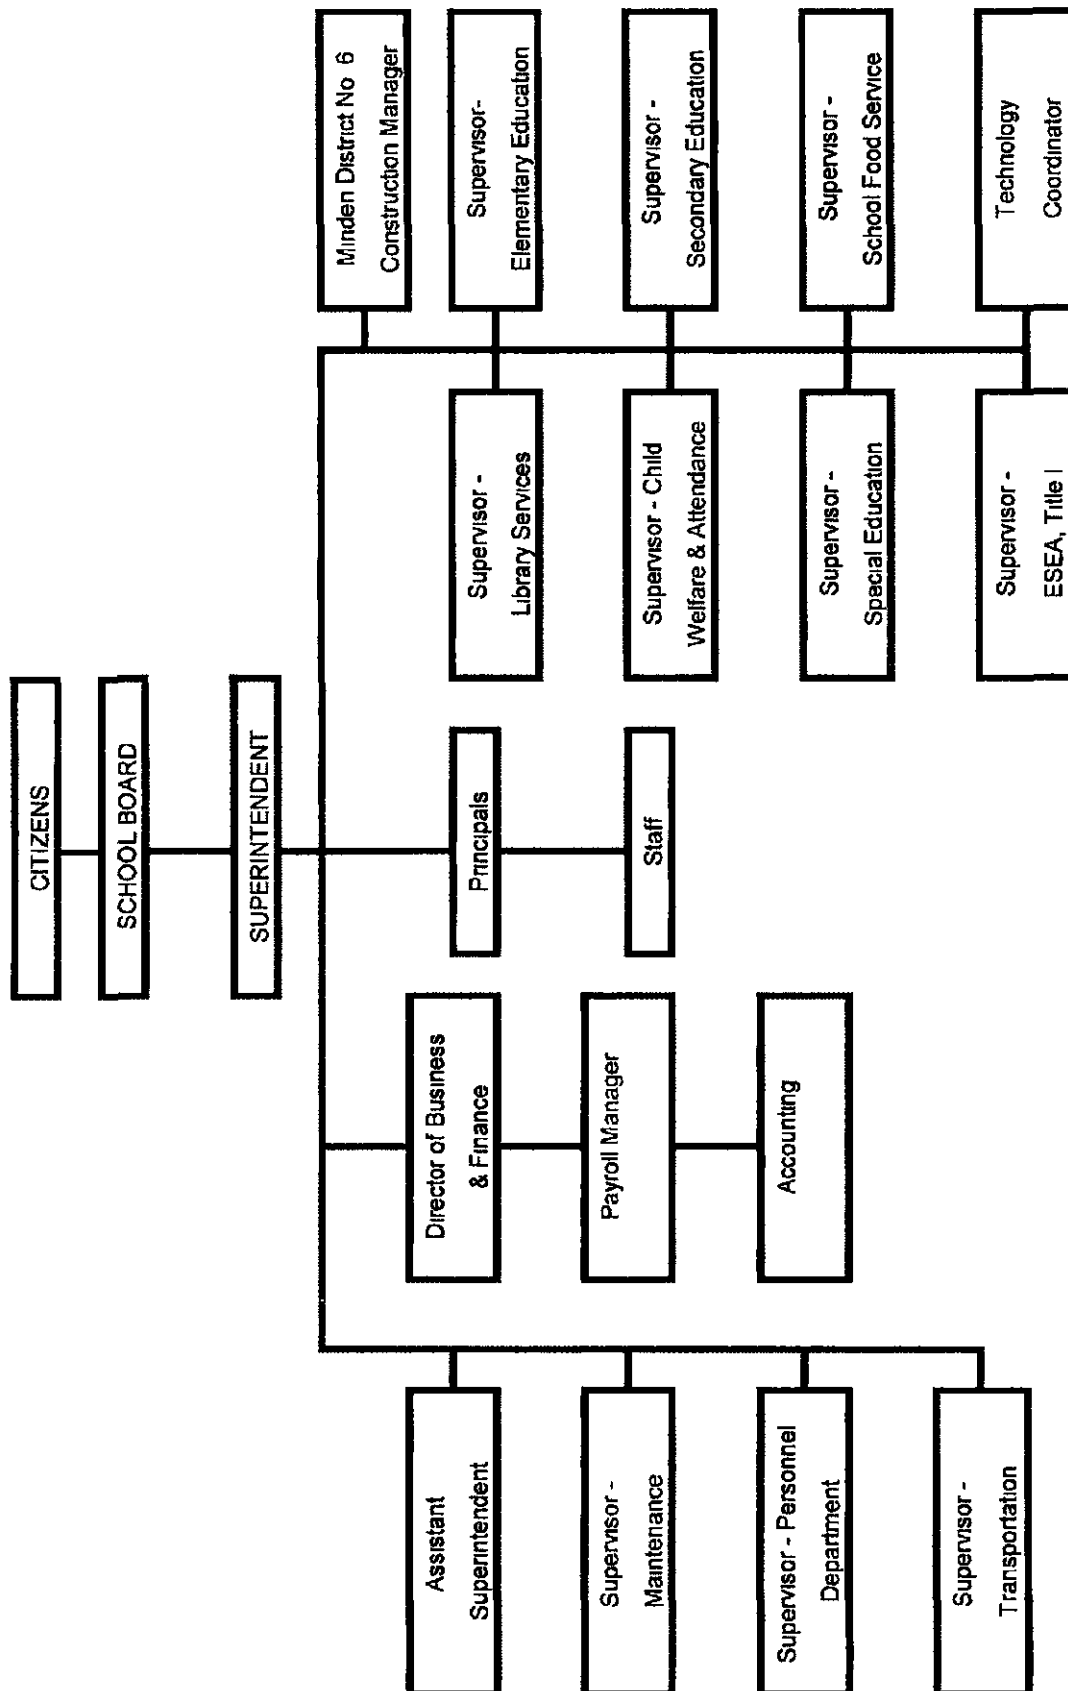 CITIZENS
SCHOOL BOARD
SUPERINTENDENT
Assistant
Superintendent
Supervisor -
Maintenance
Supervisor - Personnel
Department
Supervisor -
Transportation
Director of Business
& Finance
Payroll Manager
Accounting
Principals
Staff
Supervisor -
Library Services
Supervisor - Child
Welfare & Attendance
Supervisor -
Special Education
Supervisor -
ESEA, Title I
Minden District No 6
Construction Manager
Supervisor-
Elementary Education
Supervisor -
Secondary Education
Supervisor -
School Food Service
Technology
Coordinator